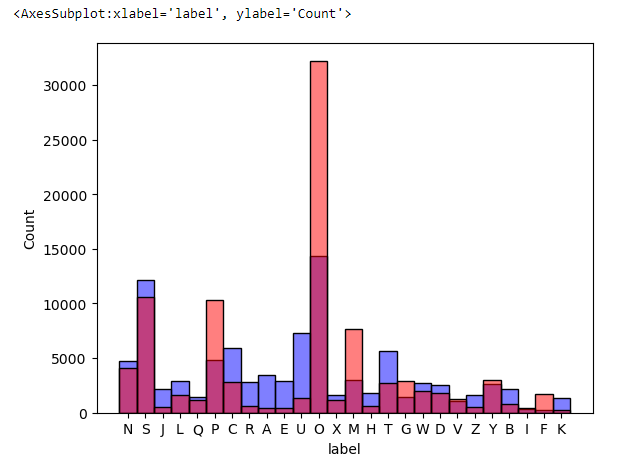 <AxesSubplot:xlabel='label', ylabel='Count'>
30000
25000
20000
15000
10000
5000
0
Count
N S J L Q P C R A E U O X M H T G W D V Z Y B I F K
label